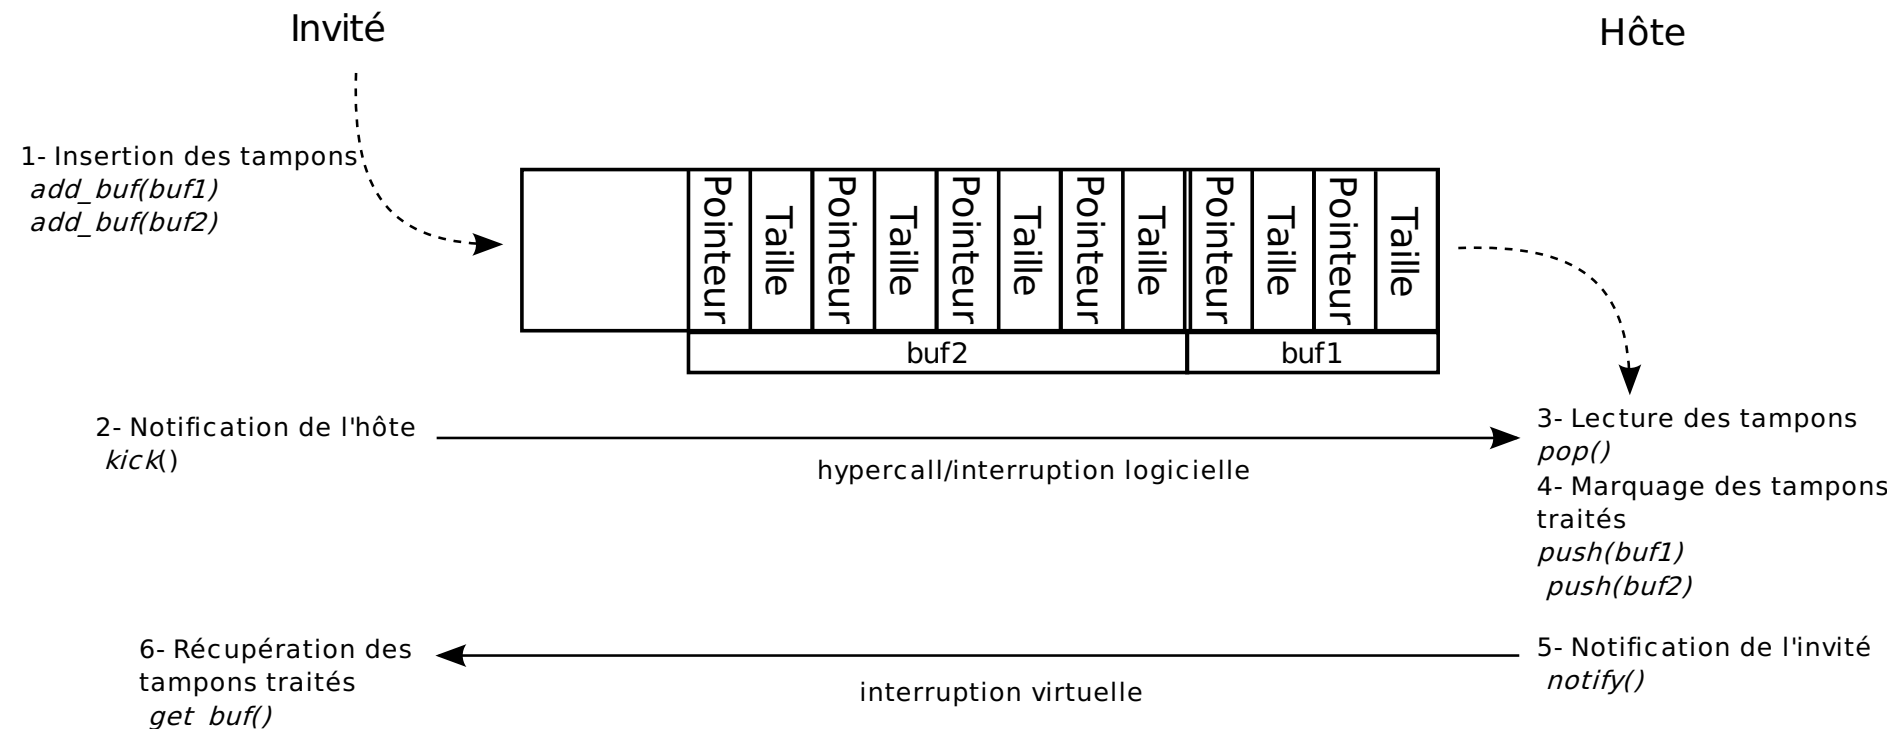 Invité
Hôte
1- Insertion des tampons
add_buf(buf1)
add_buf(buf2)
Pointeur
Taille
Pointeur
Taille
Pointeur
Taille
Pointeur
Taille
Pointeur
Taille
Pointeur
Taille
buf2
buf1
2- Notification de l'hôte
kick()
hypercall/interruption logicielle
3- Lecture des tampons
pop()
4- Marquage des tampons
traités
push(buf1)
push(buf2)
5- Notification de l'invité
notify()
interruption virtuelle
6- Récupération des
tampons traités
get_buf()